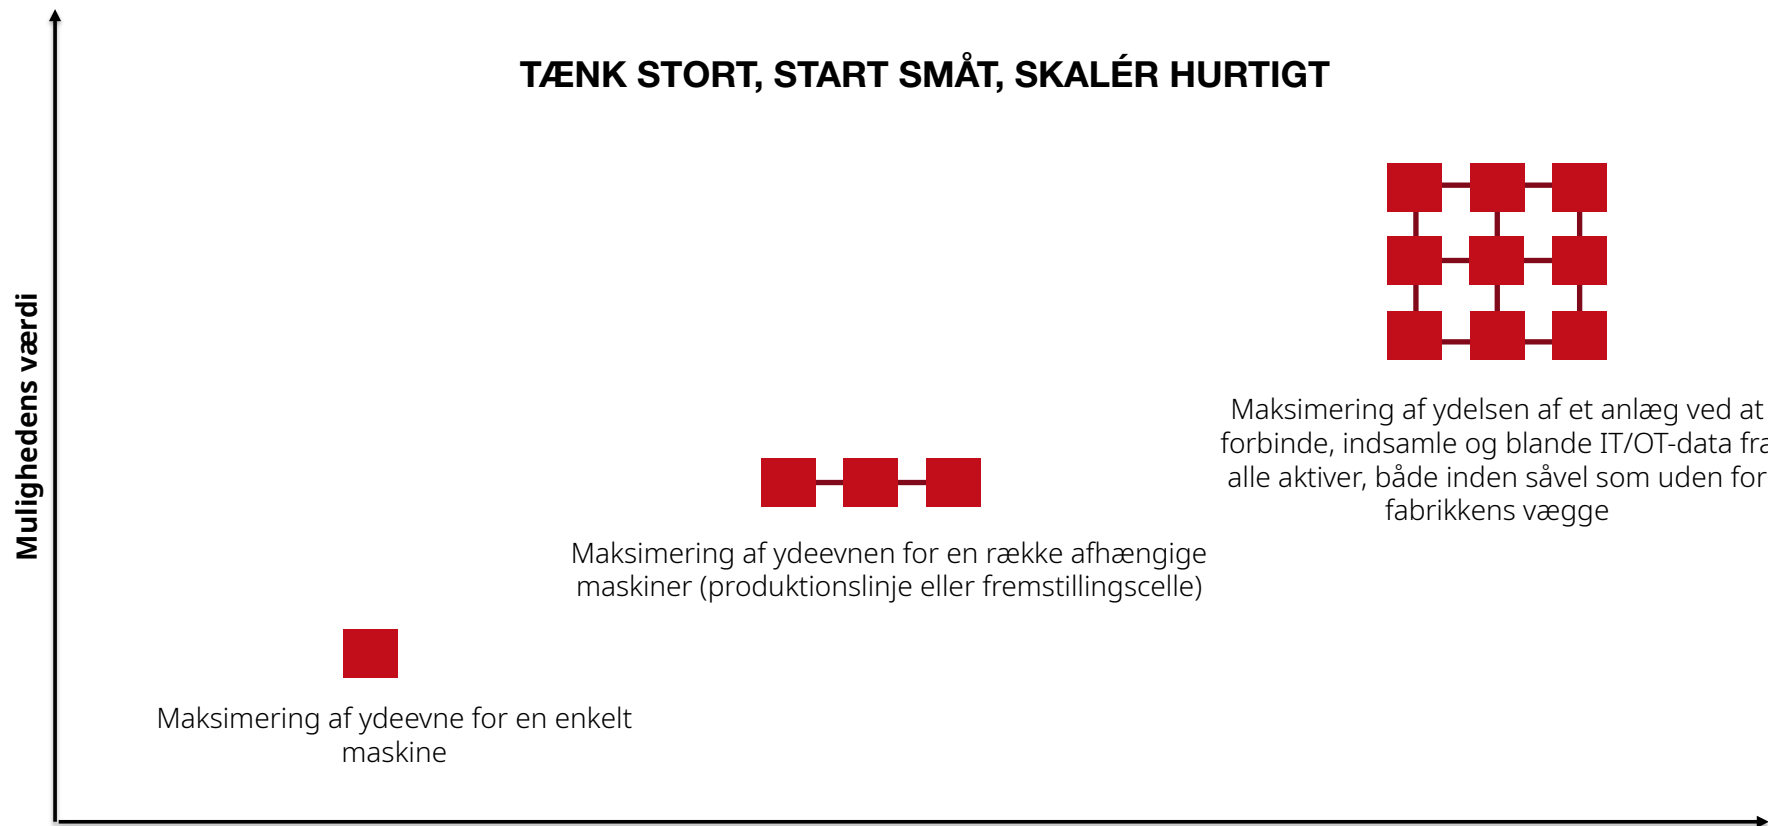 TÆNK STORT, START SMÅT, SKALÉR HURTIGT
Mulighedens værdi
Maksimering af ydelsen af et anlæg ved at
forbinde, indsamle og blande IT/OT-data fra
alle aktiver, både inden såvel som uden for
fabrikkens vægge
Maksimering af ydeevnen for en række afhængige
maskiner (produktionslinje eller fremstillingscelle)
Maksimering af ydeevne for en enkelt
maskine